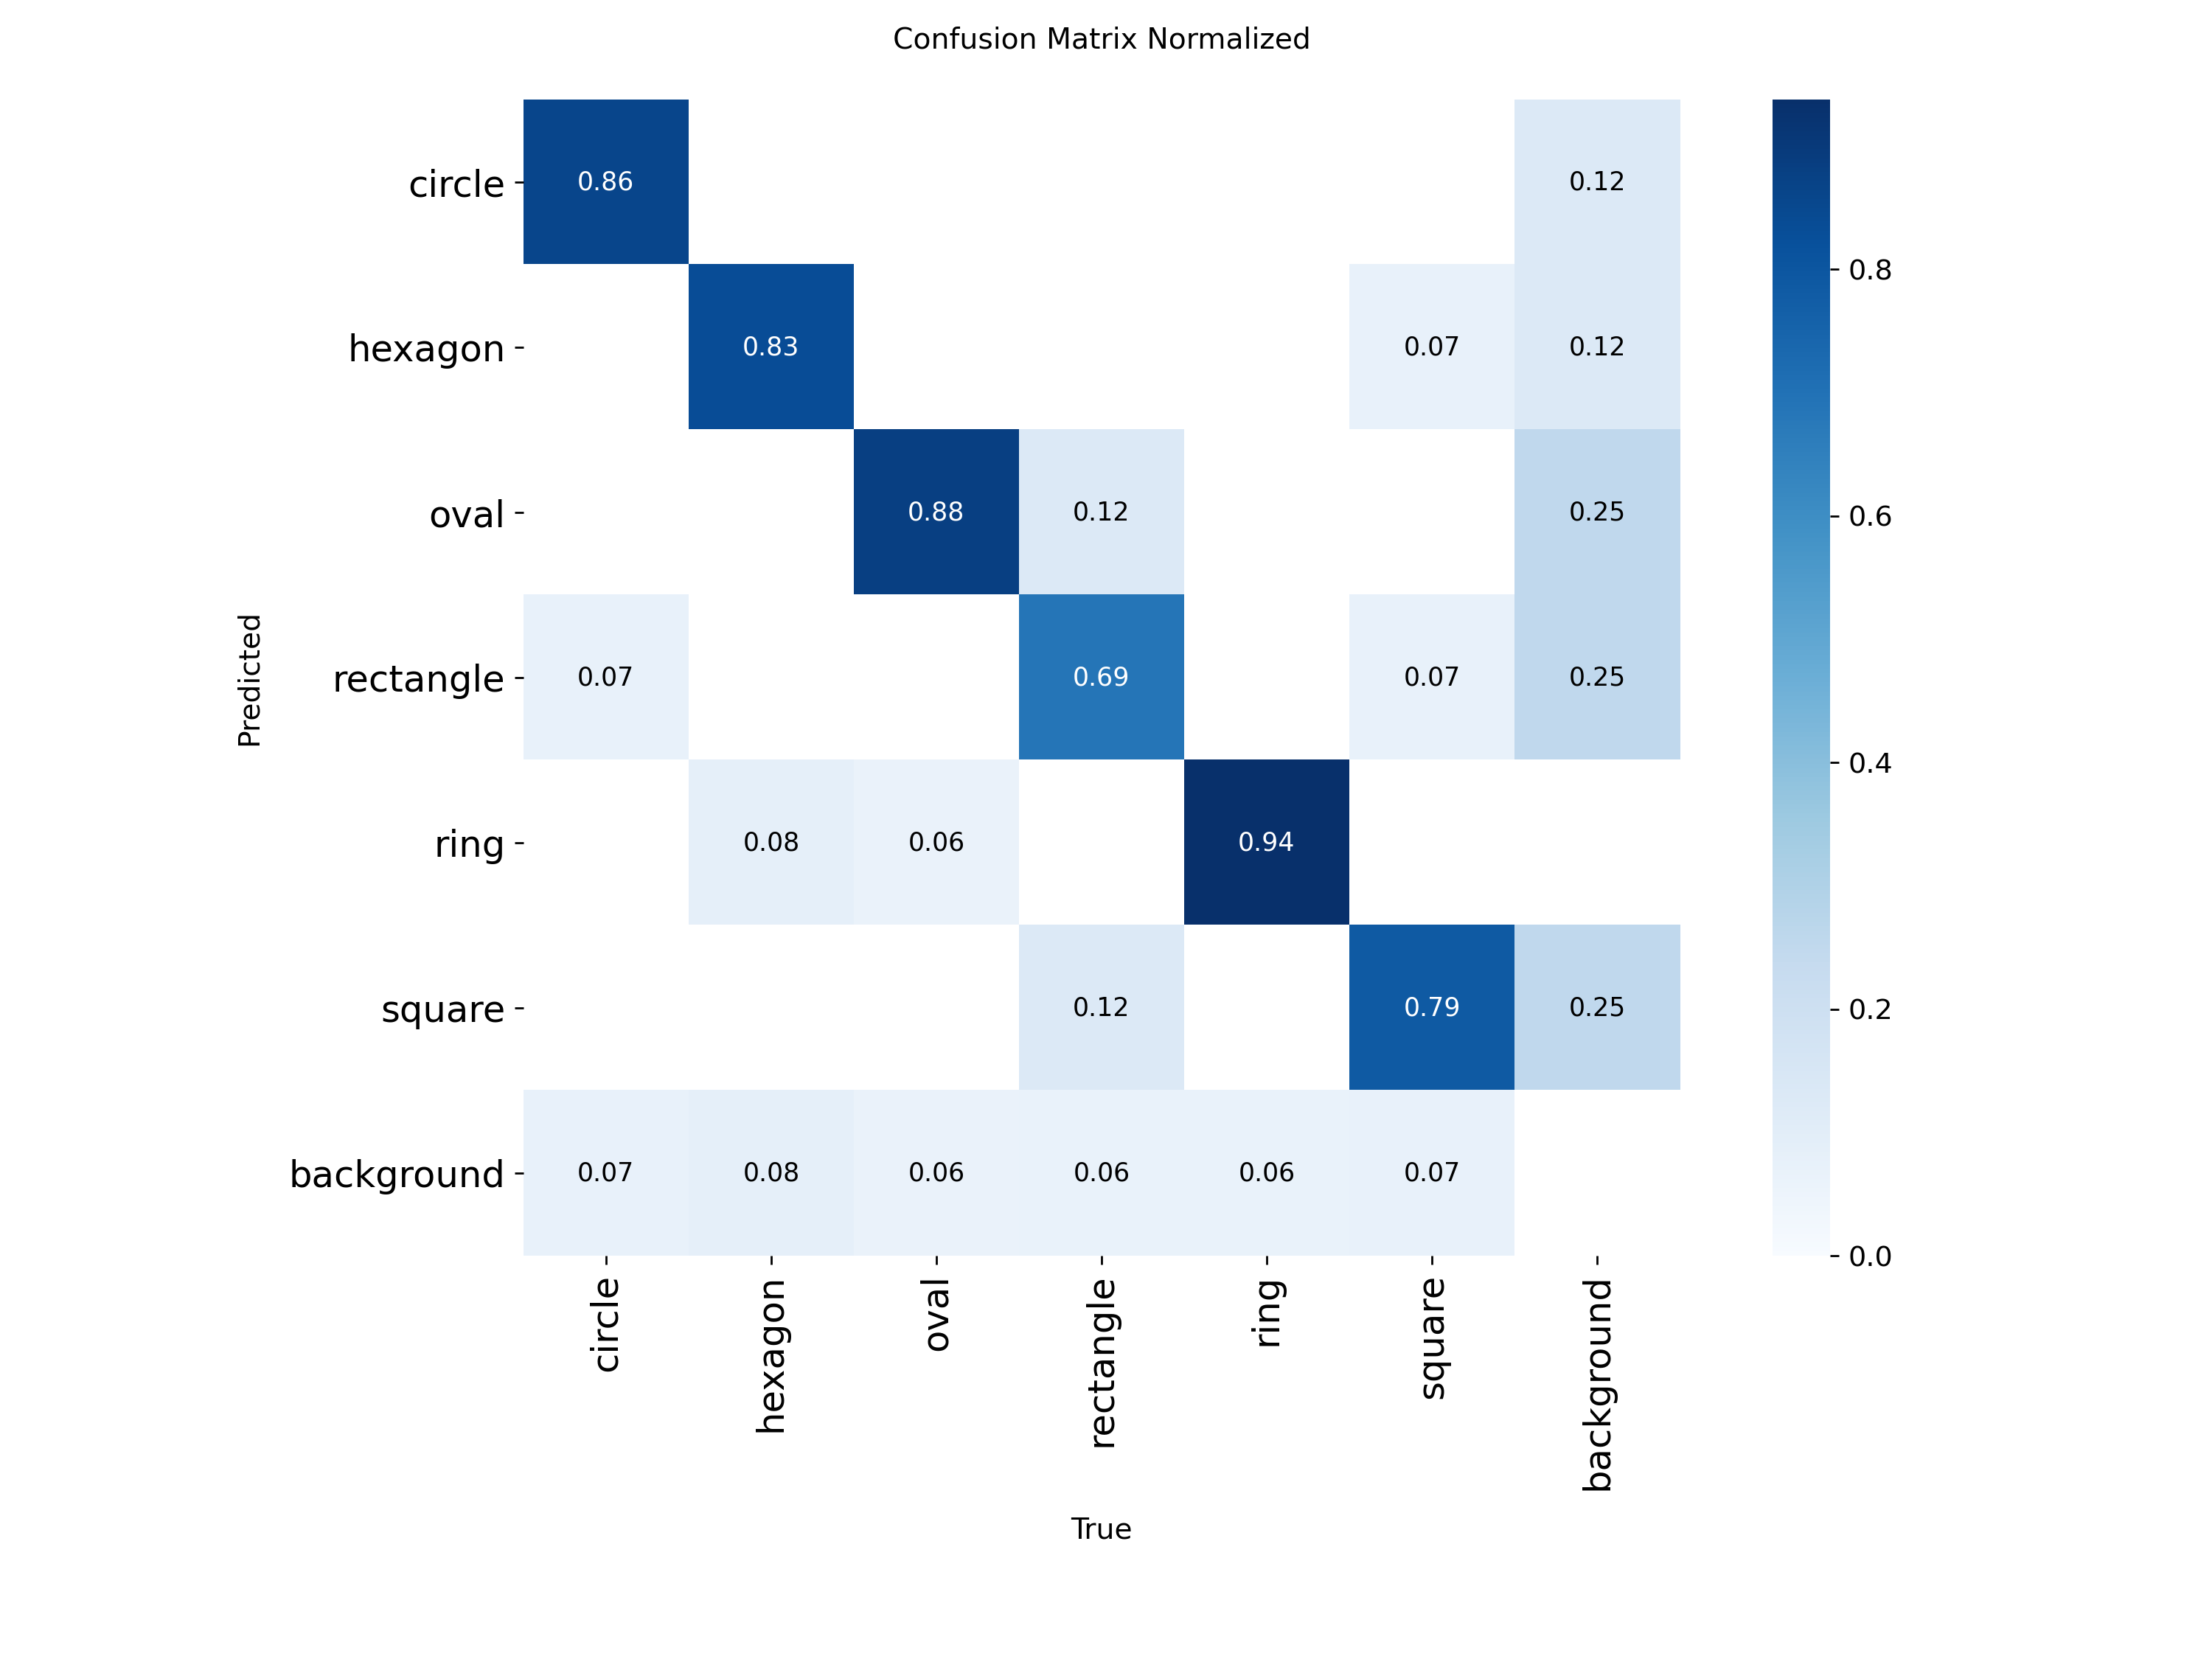 Confusion Matrix Normalized
circle
0.86
0.12
hexagon
0.83
0.07
0.12
0.8
oval
0.88
0.12
0.25
0.6
Predicted
rectangle
0.07
0.69
0.07
0.25
0.4
ring
0.08
0.06
0.94
square
0.12
0.79
0.25
0.2
background
0.07
0.08
0.06
0.06
0.06
0.07
0.0
circle
hexagon
oval
rectangle
ring
square
background
True